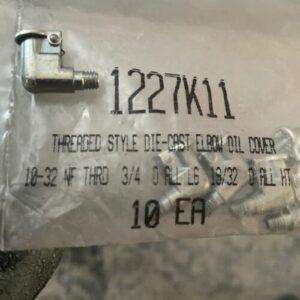 1227K11
THREADED STYLE DIE-CAST ELBOW OIL COVER
10-32 NF THRD 3/4 O ALL LG 19/32 O ALL HT
10 EA